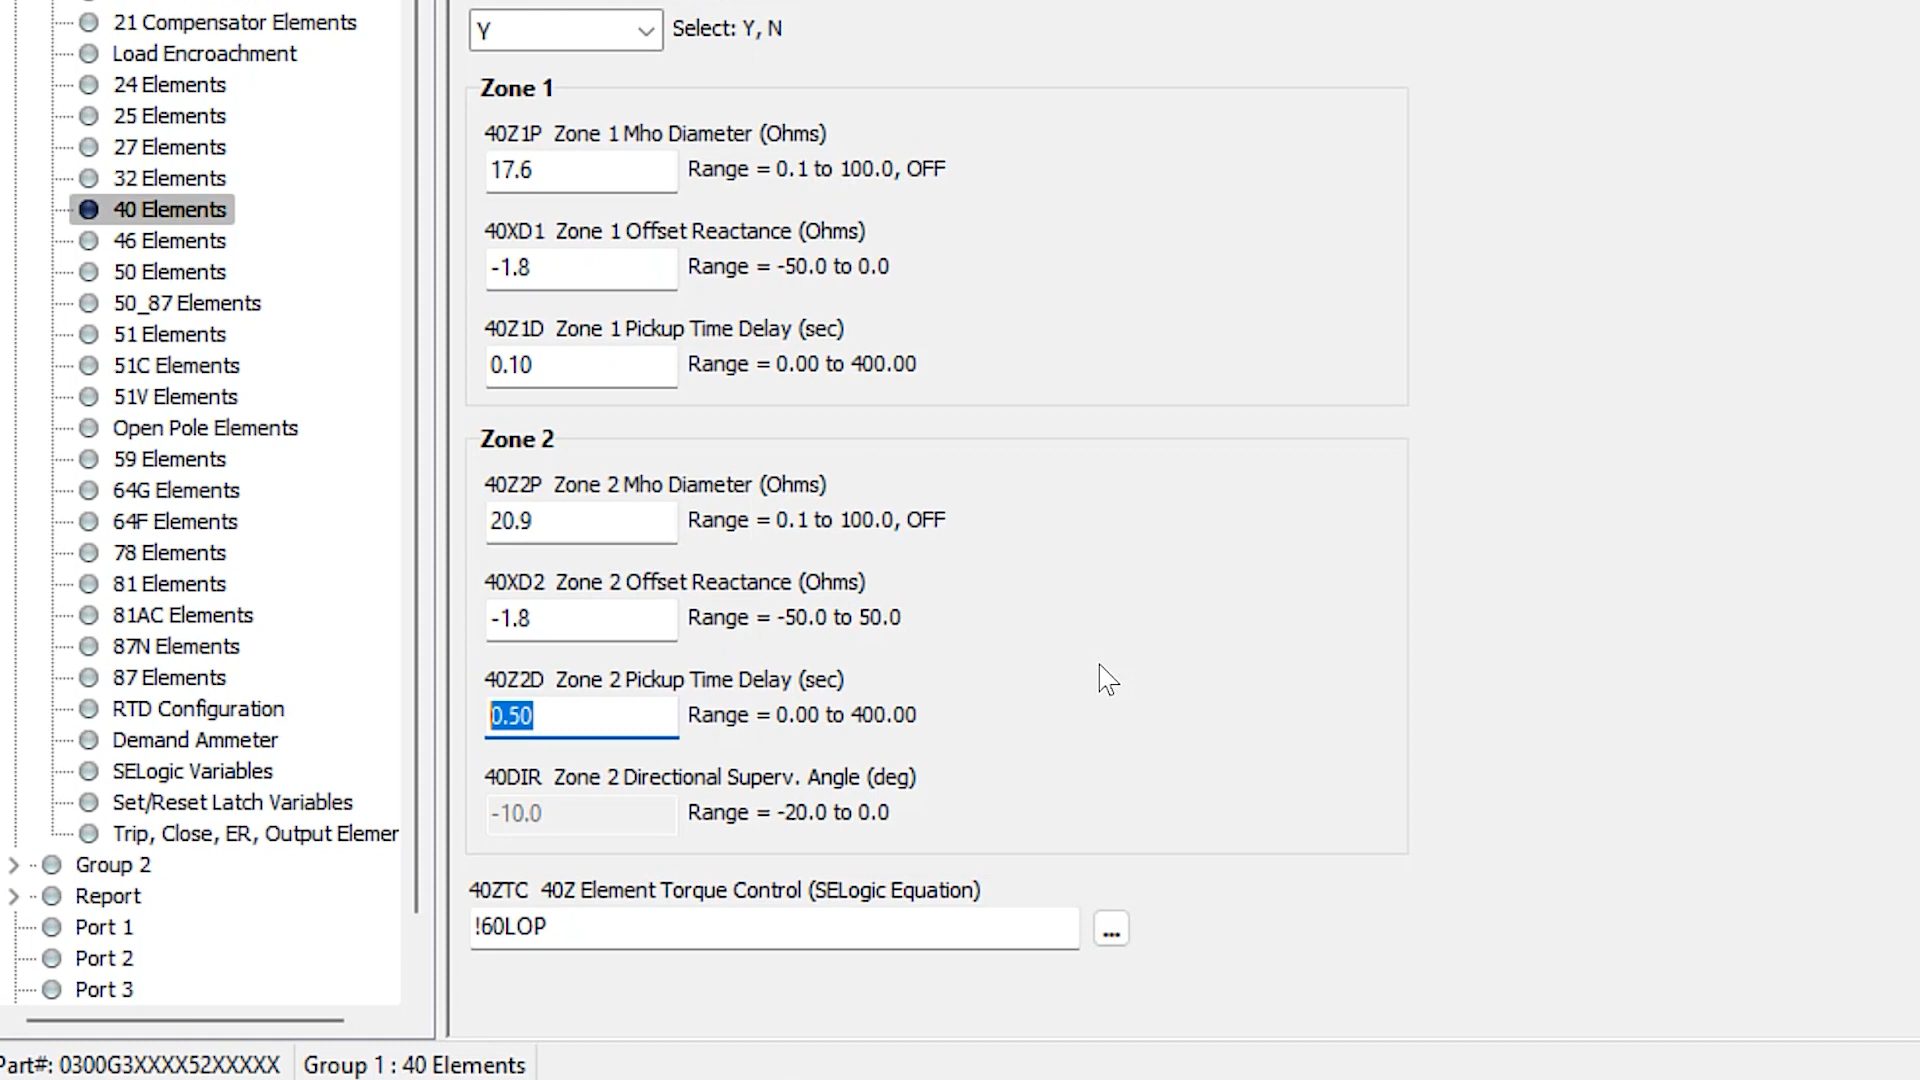 21 Compensator Elements
Load Encroachment
24 Elements
25 Elements
27 Elements
32 Elements
40 Elements
46 Elements
50 Elements
50_87 Elements
51 Elements
51C Elements
51V Elements
Open Pole Elements
59 Elements
64G Elements
64F Elements
78 Elements
81 Elements
81AC Elements
87N Elements
87 Elements
RTD Configuration
Demand Ammeter
SELogic Variables
Set/Reset Latch Variables
Trip, Close, ER, Output Elemer
Group 2
Report
Port 1
Port 2
Port 3
Y Select: Y, N
Zone 1
40Z1P Zone 1 Mho Diameter (Ohms)
17.6 Range = 0.1 to 100.0, OFF
40XD1 Zone 1 Offset Reactance (Ohms)
-1.8 Range = -50.0 to 0.0
40Z1D Zone 1 Pickup Time Delay (sec)
0.10 Range = 0.00 to 400.00
Zone 2
40Z2P Zone 2 Mho Diameter (Ohms)
20.9 Range = 0.1 to 100.0, OFF
40XD2 Zone 2 Offset Reactance (Ohms)
-1.8 Range = -50.0 to 50.0
40Z2D Zone 2 Pickup Time Delay (sec)
0.50 Range = 0.00 to 400.00
40DIR Zone 2 Directional Superv. Angle (deg)
-10.0 Range = -20.0 to 0.0
40ZTC 40Z Element Torque Control (SELogic Equation)
!60LOP ...
Part#: 0300G3XXXX52XXXXX Group 1 : 40 Elements